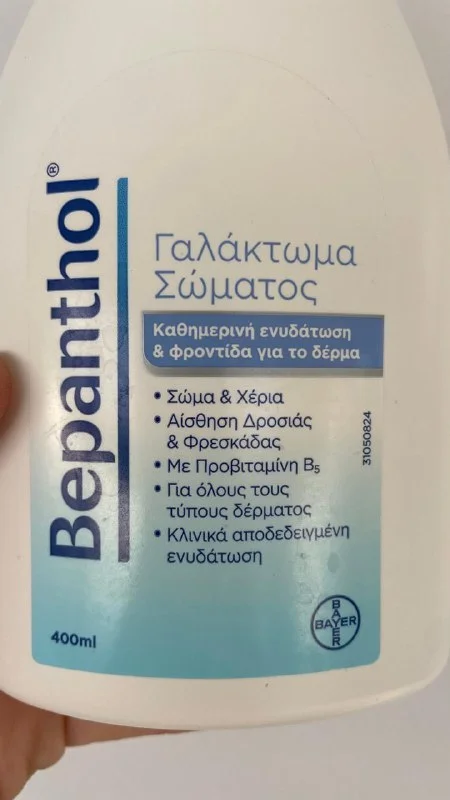 Bepanthol®
Γαλάκτωμα
Σώματος
Καθημερινή ενυδάτωση
& φροντίδα για το δέρμα
• Σώμα & Χέρια
• Αίσθηση Δροσιάς
& Φρεσκάδας
• Με Προβιταμίνη B₅
• Για όλους τους
τύπους δέρματος
• Κλινικά αποδεδειγμένη
ενυδάτωση
31050824
400ml
BAYER
BAYER